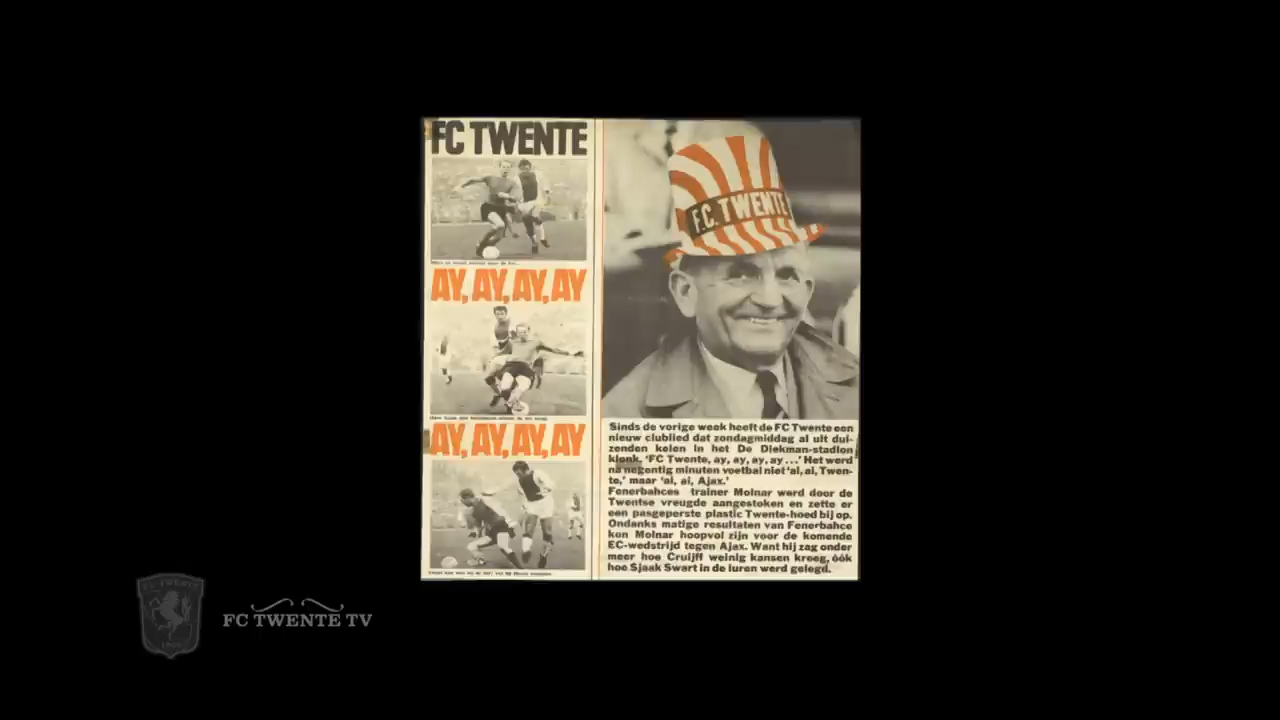 FC TWENTE
AY, AY, AY, AY
AY, AY, AY, AY
F.C. TWENTE
Sinds de vorige week heeft de FC Twente een
nieuw clublied dat zondagmiddag al uit dui-
zenden kelen in het De Diekman-stadion
klonk. 'FC Twente, ay, ay, ay, ay...' Het werd
na negentig minuten voetbal niet 'ai, ai, Twen-
te,' maar 'ai, ai, Ajax.'
Fenerbahces trainer Molnar werd door de
Twentse vreugde aangestoken en zette er
een pasgeperste plastic Twente-hoed bij op.
Ondanks matige resultaten van Fenerbahce
kon Molnar hoopvol zijn voor de komende
EC-wedstrijd tegen Ajax. Want hij zag onder
meer hoe Cruijff weinig kansen kreeg, óók
hoe Sjaak Swart in de luren werd gelegd.
FC TWENTE
FC TWENTE TV